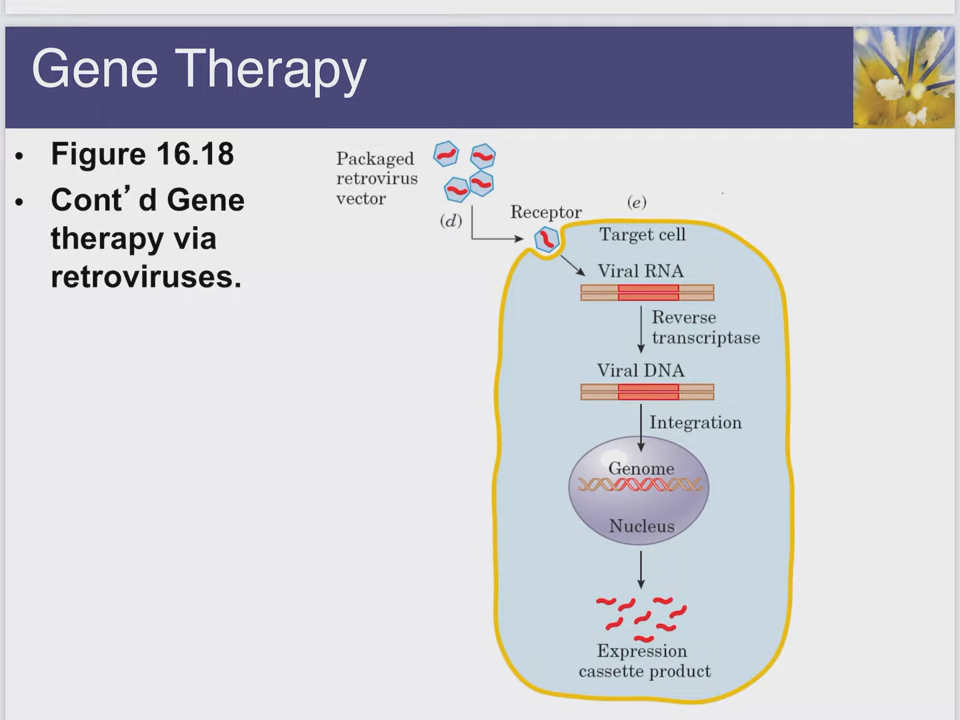 Gene Therapy
• Figure 16.18
• Cont’d Gene
therapy via
retroviruses.
Packaged
retrovirus
vector
(d)
Receptor
(e)
Target cell
Viral RNA
Reverse
transcriptase
Viral DNA
Integration
Genome
Nucleus
Expression
cassette product